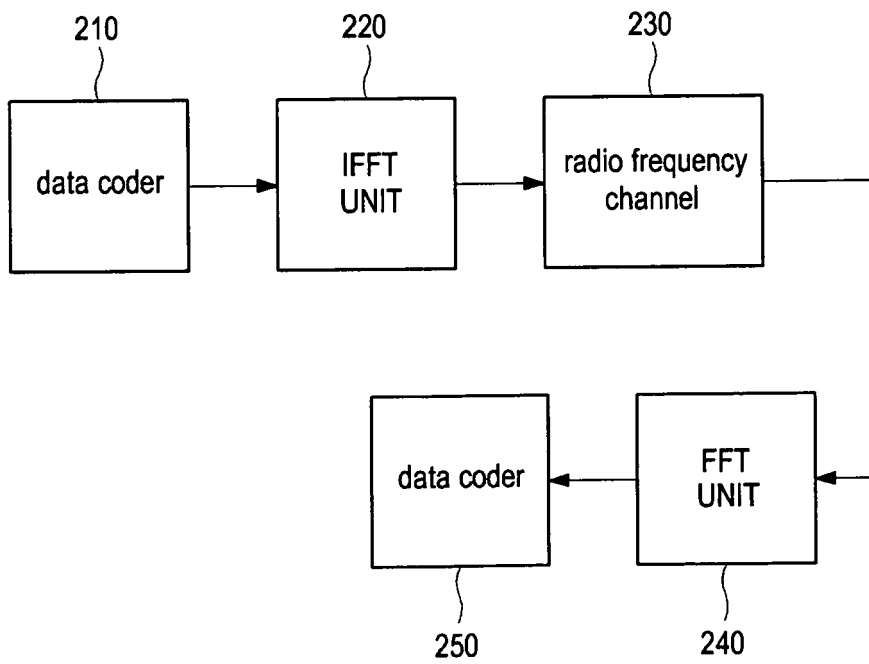 210
220
230
data coder
IFFT
UNIT
radio frequency
channel
data coder
FFT
UNIT
250
240